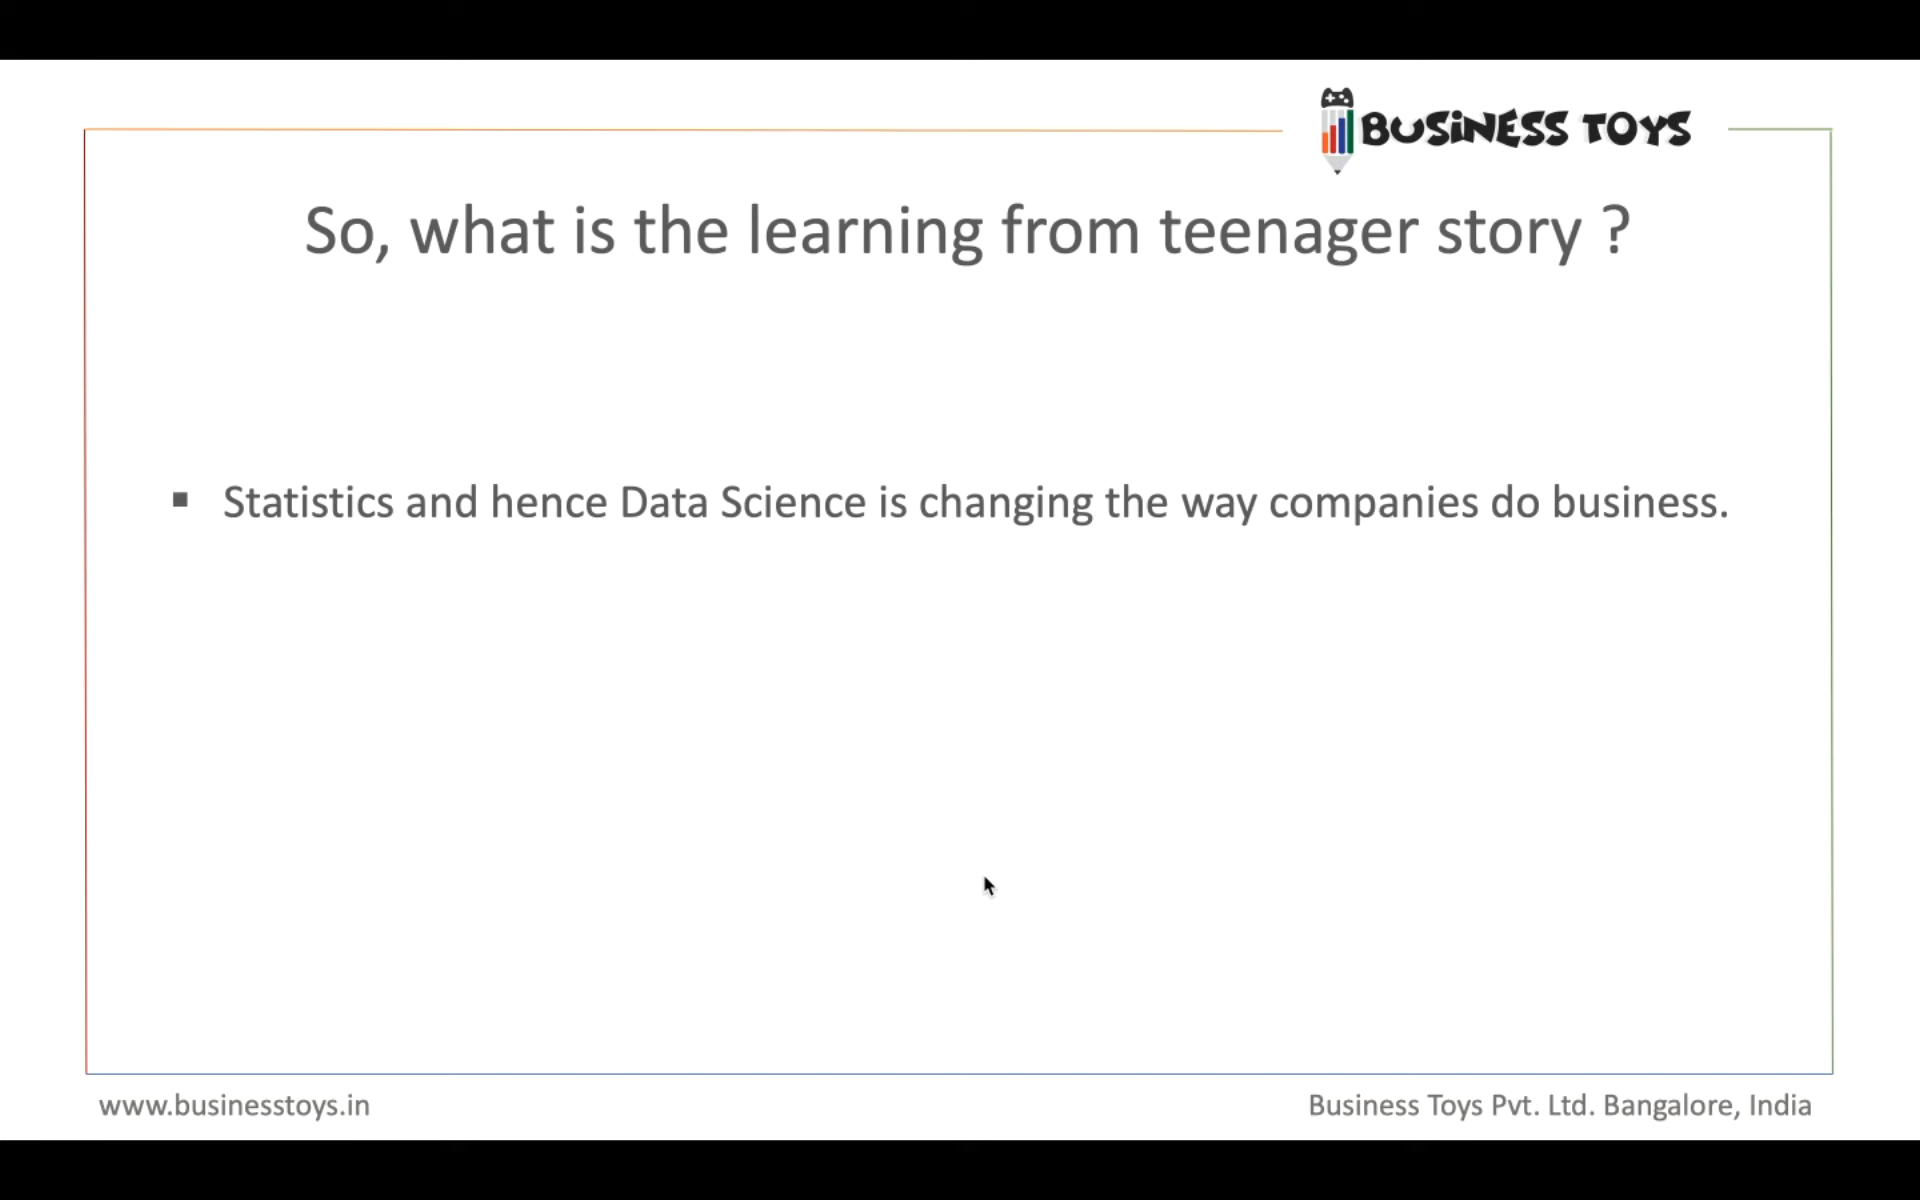 BUSINESS TOYS
So, what is the learning from teenager story ?
▪ Statistics and hence Data Science is changing the way companies do business.
www.businesstoys.in
Business Toys Pvt. Ltd. Bangalore, India